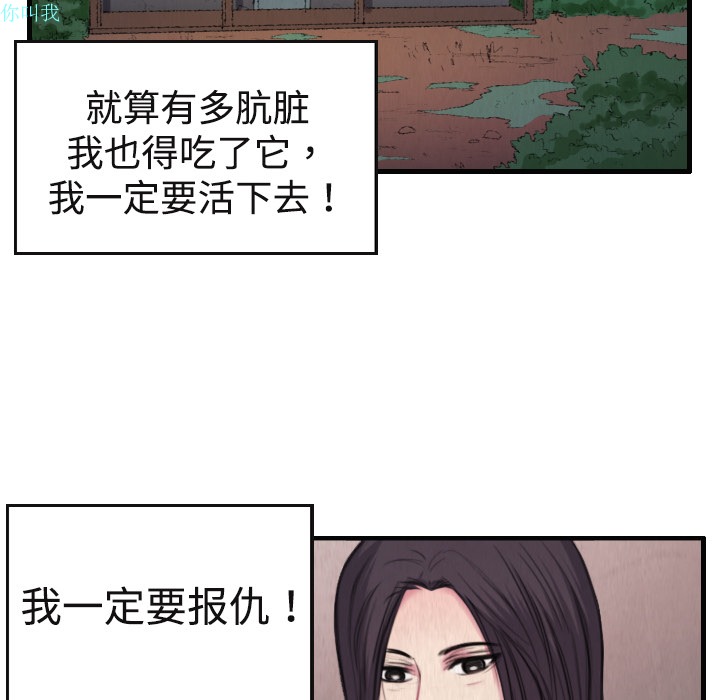 你叫我
就算有多肮脏
我也得吃了它，
我一定要活下去！
我一定要报仇！